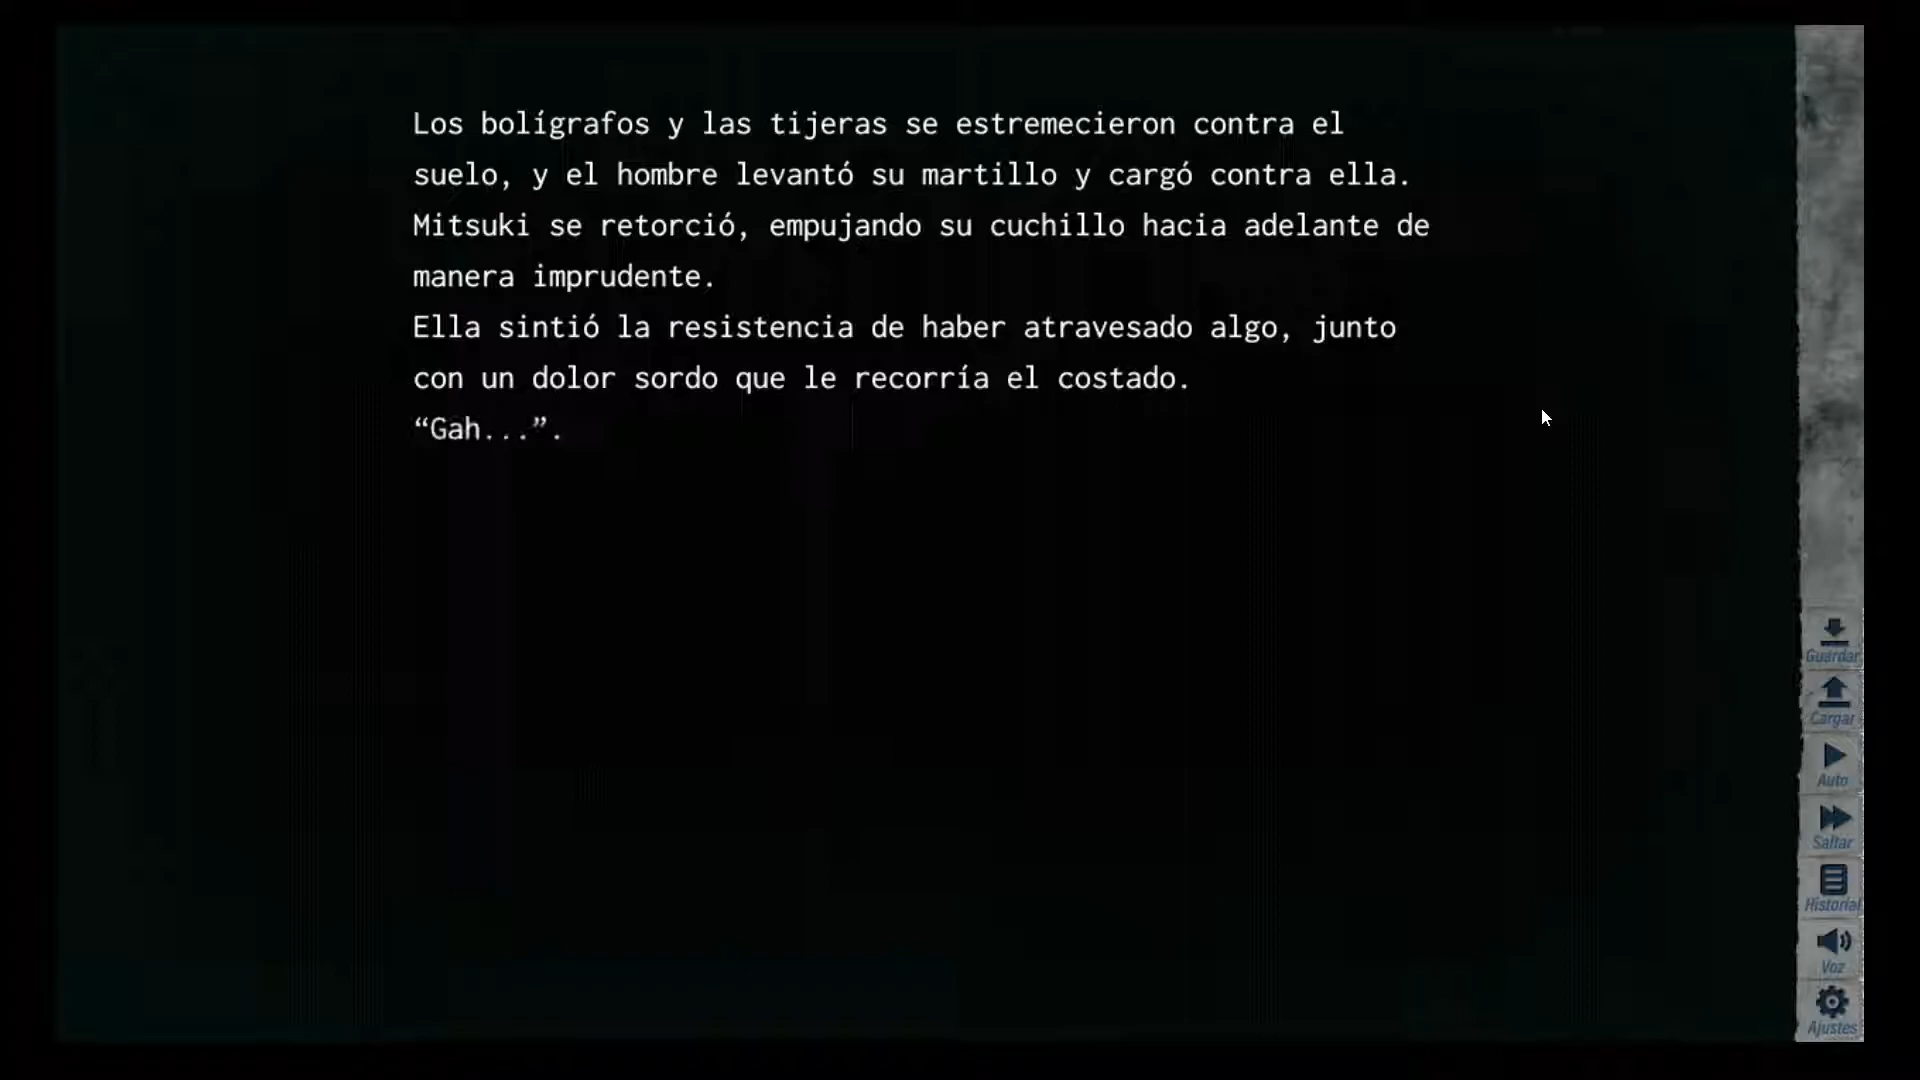 Los bolígrafos y las tijeras se estremecieron contra el
suelo, y el hombre levantó su martillo y cargó contra ella.
Mitsuki se retorció, empujando su cuchillo hacia adelante de
manera imprudente.
Ella sintió la resistencia de haber atravesado algo, junto
con un dolor sordo que le recorría el costado.
“Gah...”.
Guardar
Cargar
Auto
Saltar
Historial
Voz
Ajustes